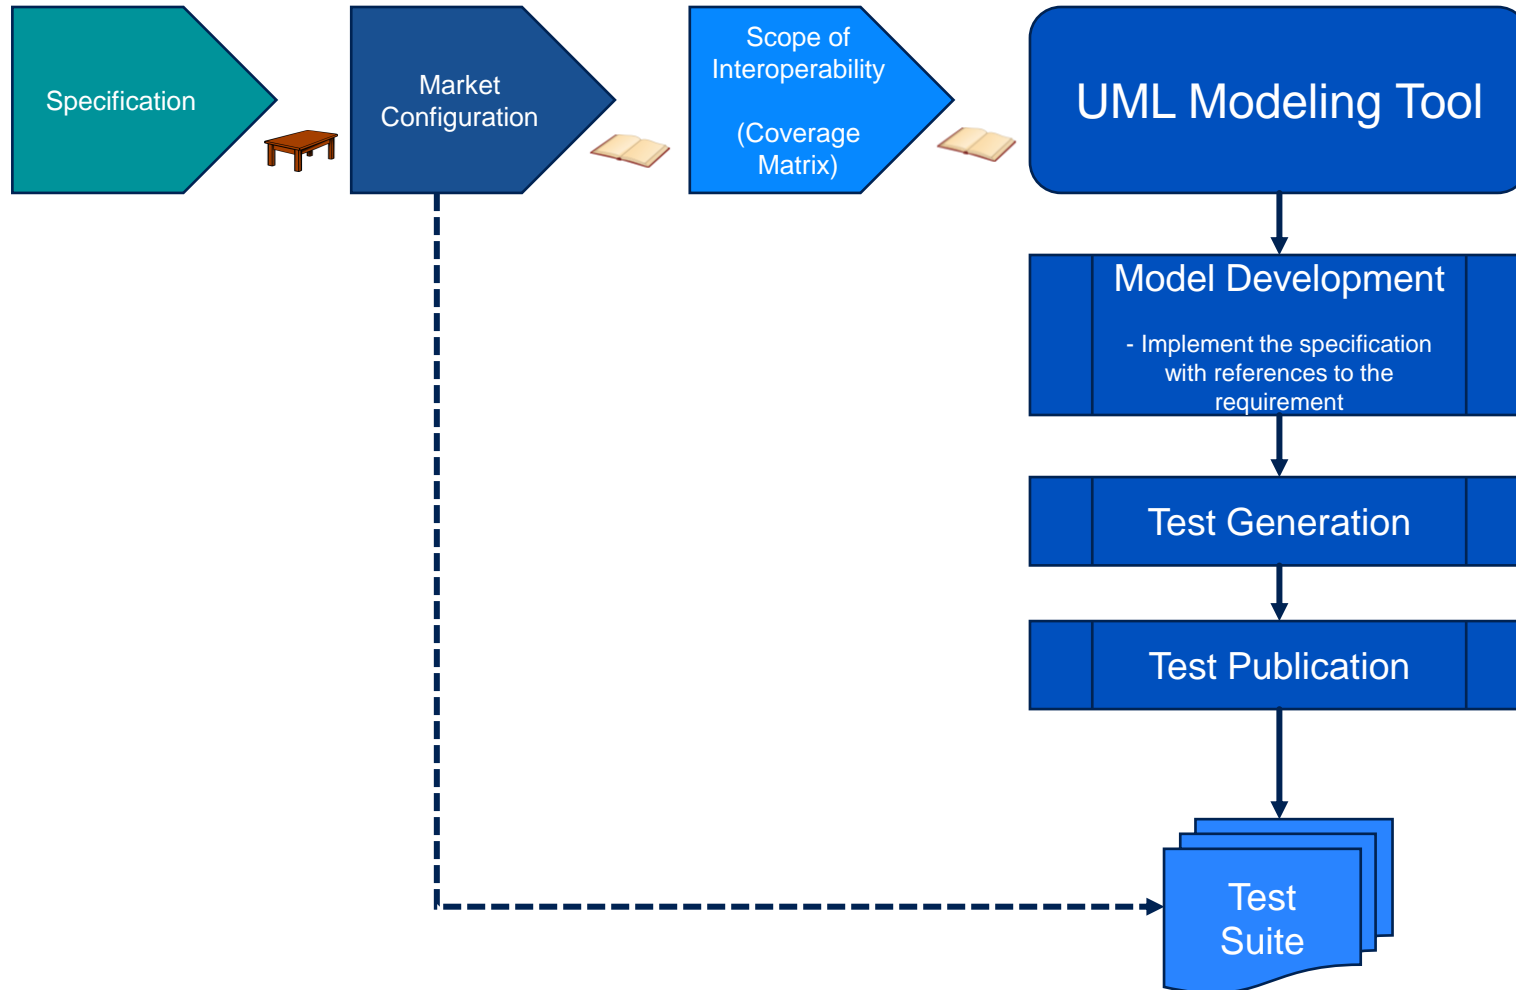 Specification
Market
Configuration
Scope of
Interoperability
(Coverage
Matrix)
UML Modeling Tool
Model Development
- Implement the specification
with references to the
requirement
Test Generation
Test Publication
Test
Suite